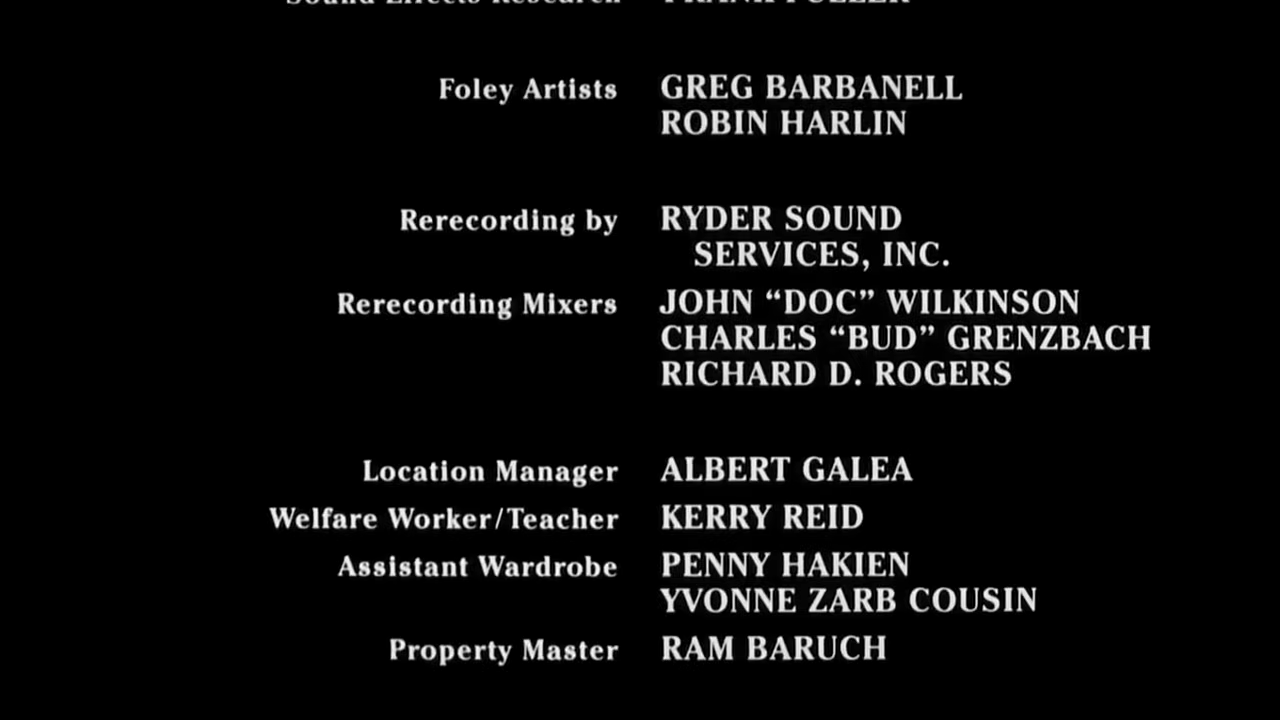 Sound Effects Research FRANK FULLER
Foley Artists GREG BARBANELL
ROBIN HARLIN
Rerecording by RYDER SOUND
SERVICES, INC.
Rerecording Mixers JOHN “DOC” WILKINSON
CHARLES “BUD” GRENZBACH
RICHARD D. ROGERS
Location Manager ALBERT GALEA
Welfare Worker/Teacher KERRY REID
Assistant Wardrobe PENNY HAKIEN
YVONNE ZARB COUSIN
Property Master RAM BARUCH